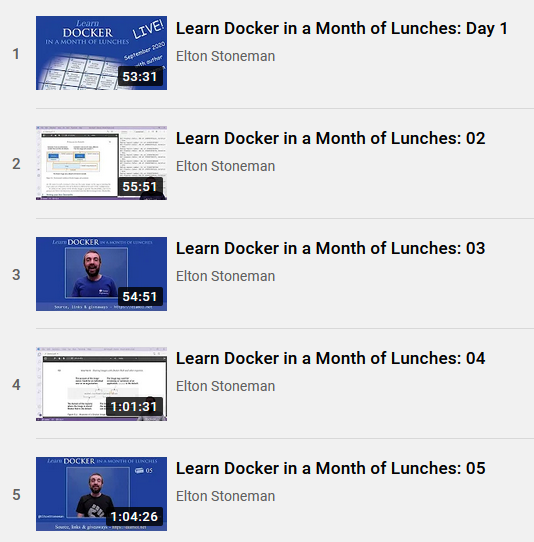 1
Learn
DOCKER
IN A MONTH OF LUNCHES
LIVE!
September 2020
with author
53:31
Learn Docker in a Month of Lunches: Day 1
Elton Stoneman
2
55:51
Learn Docker in a Month of Lunches: 02
Elton Stoneman
3
Learn DOCKER IN A MONTH OF LUNCHES
54:51
Learn Docker in a Month of Lunches: 03
Elton Stoneman
4
1:01:31
Learn Docker in a Month of Lunches: 04
Elton Stoneman
5
Learn DOCKER IN A MONTH OF LUNCHES
05
1:04:26
Learn Docker in a Month of Lunches: 05
Elton Stoneman